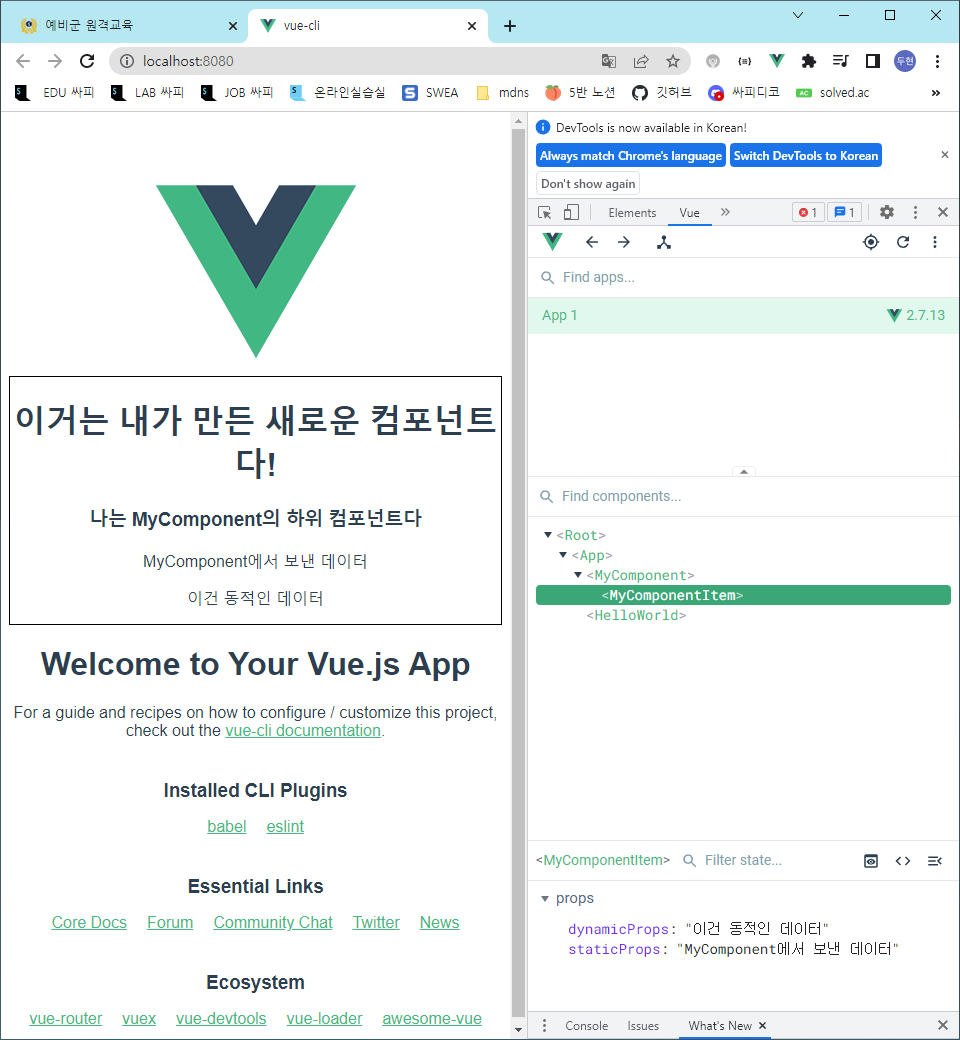 예비군 원격교육
vue-cli
localhost:8080
두현
EDU 싸피
LAB 싸피
JOB 싸피
온라인실습실
SWEA
mdns
5반 노션
깃허브
싸피디코
AC solved.ac
이거는 내가 만든 새로운 컴포넌트
다!
나는 MyComponent의 하위 컴포넌트다
MyComponent에서 보낸 데이터
이건 동적인 데이터
Welcome to Your Vue.js App
For a guide and recipes on how to configure / customize this project,
check out the vue-cli documentation.
Installed CLI Plugins
babel eslint
Essential Links
Core Docs Forum Community Chat Twitter News
Ecosystem
vue-router vuex vue-devtools vue-loader awesome-vue
DevTools is now available in Korean!
Always match Chrome's language Switch DevTools to Korean
Don't show again
Elements Vue 1 1
Find apps...
App 1 2.7.13
Find components...
<Root>
<App>
<MyComponent>
<MyComponentItem>
<HelloWorld>
<MyComponentItem> Filter state...
props
dynamicProps: "이건 동적인 데이터"
staticProps: "MyComponent에서 보낸 데이터"
Console Issues What's New